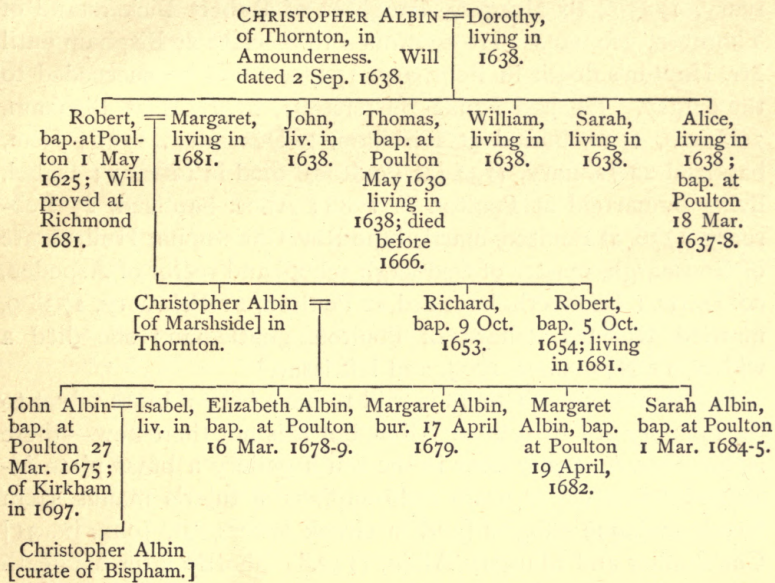 CHRISTOPHER ALBIN
of Thornton, in
Amounderness. Will
dated 2 Sep. 1638.
Dorothy,
living in
1638.
Robert,
bap. at Poul-
ton 1 May
1625; Will
proved at
Richmond
1681.
Margaret,
living in
1681.
John,
liv. in
1638.
Thomas,
bap. at
Poulton
May 1630
living in
1638; died
before
1666.
William,
living in
1638.
Sarah,
living in
1638.
Alice,
living in
1638;
bap. at
Poulton
18 Mar.
1637-8.
Christopher Albin
[of Marshside] in
Thornton.
Richard,
bap. 9 Oct.
1653.
Robert,
bap. 5 Oct.
1654; living
in 1681.
John Albin
bap. at
Poulton 27
Mar. 1675;
of Kirkham
in 1697.
Isabel,
liv. in
Elizabeth Albin,
bap. at Poulton
16 Mar. 1678-9.
Margaret Albin,
bur. 17 April
1679.
Margaret
Albin, bap.
at Poulton
19 April,
1682.
Sarah Albin,
bap. at Poulton
1 Mar. 1684-5.
Christopher Albin
[curate of Bispham.]